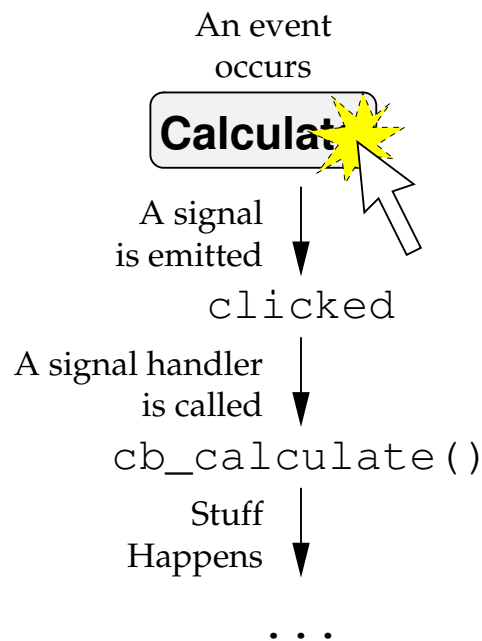 An event
occurs
Calculat
A signal
is emitted
clicked
A signal handler
is called
cb_calculate()
Stuff
Happens
...